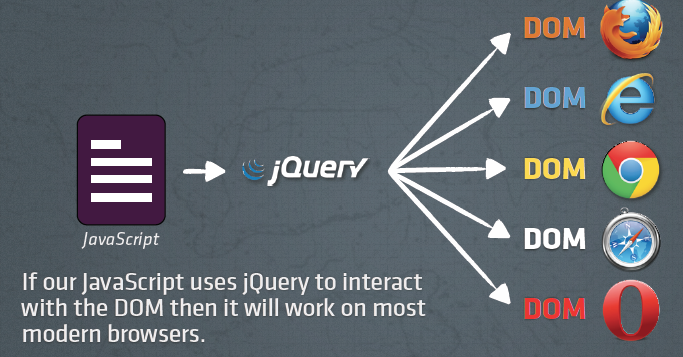 DOM
DOM
DOM
DOM
DOM
jQuery
JavaScript
If our JavaScript uses jQuery to interact
with the DOM then it will work on most
modern browsers.